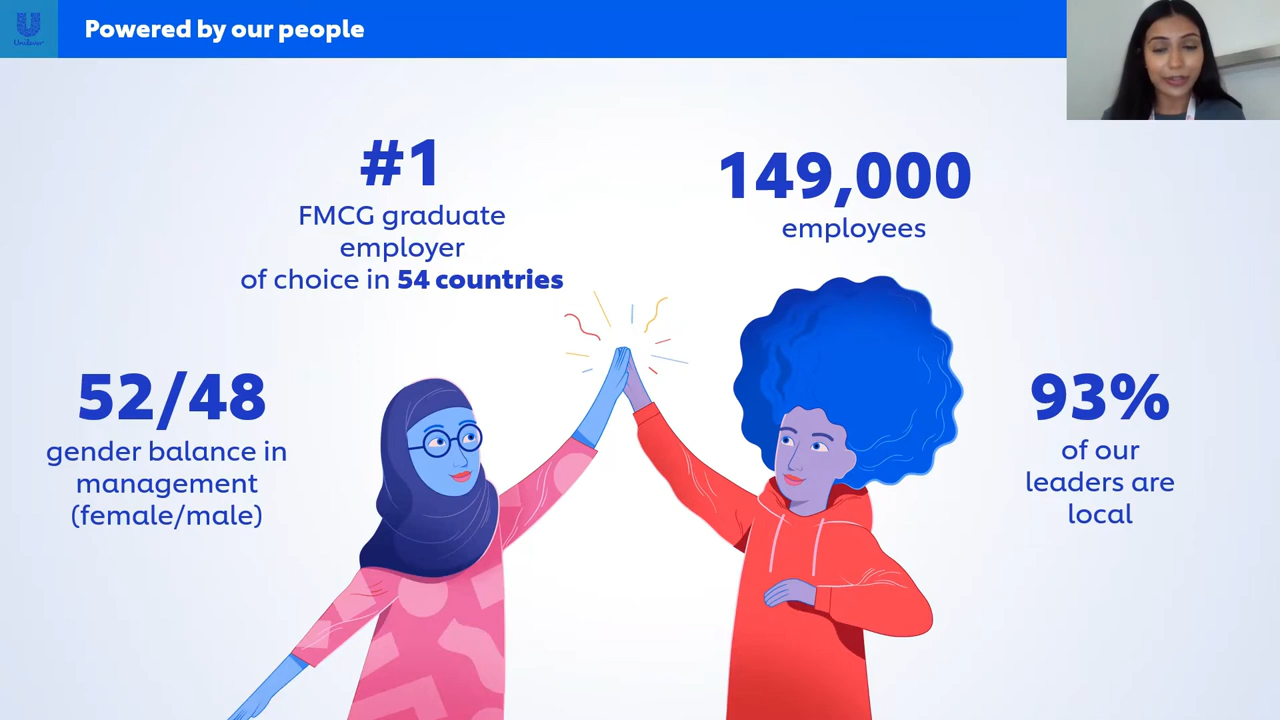 Unilever
Powered by our people
#1
FMCG graduate
employer
of choice in 54 countries
149,000
employees
52/48
gender balance in
management
(female/male)
93%
of our
leaders are
local